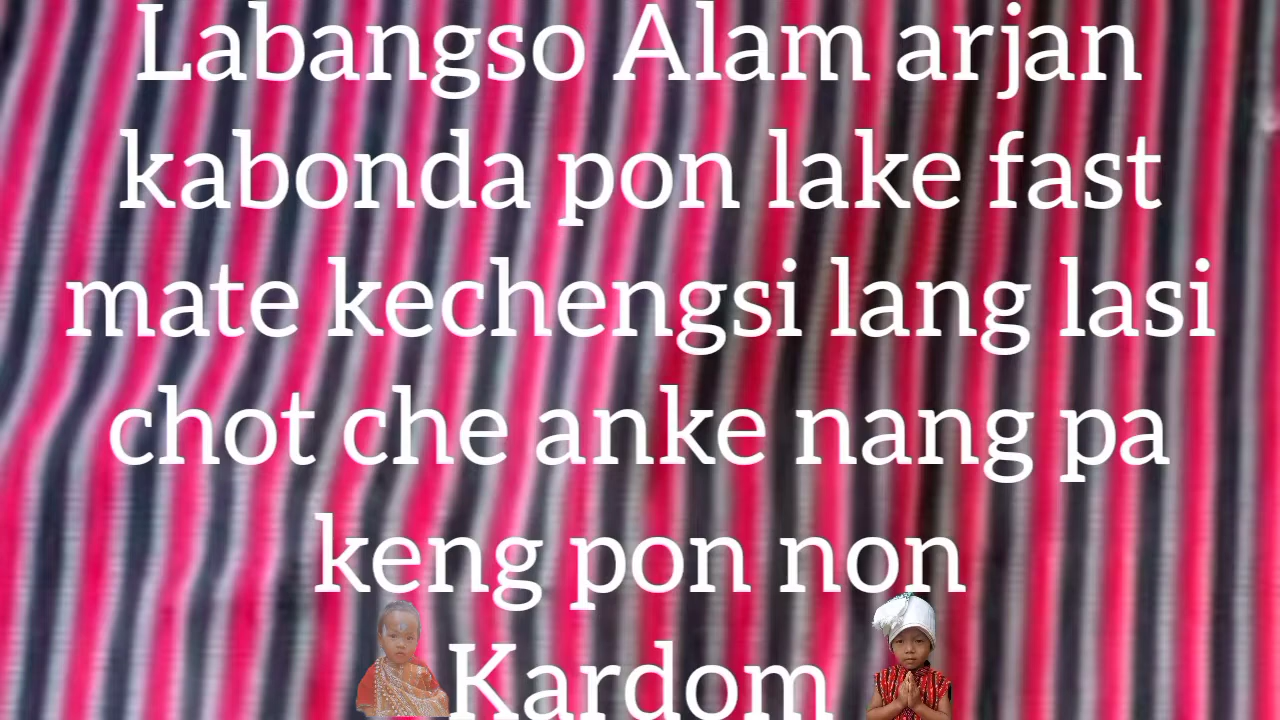 Labangso Alam arjan
kabonda pon lake fast
mate kechengsi lang lasi
chot che anke nang pa
keng pon non
Kardom